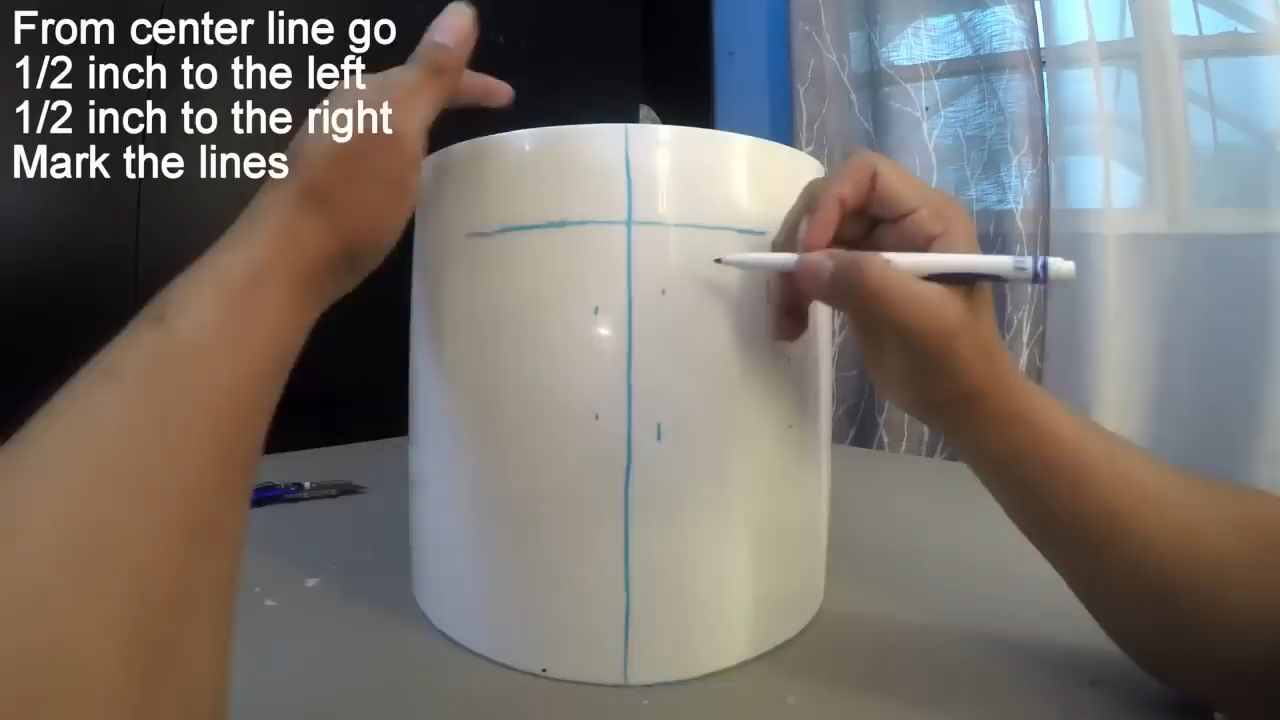 From center line go
1/2 inch to the left
1/2 inch to the right
Mark the lines